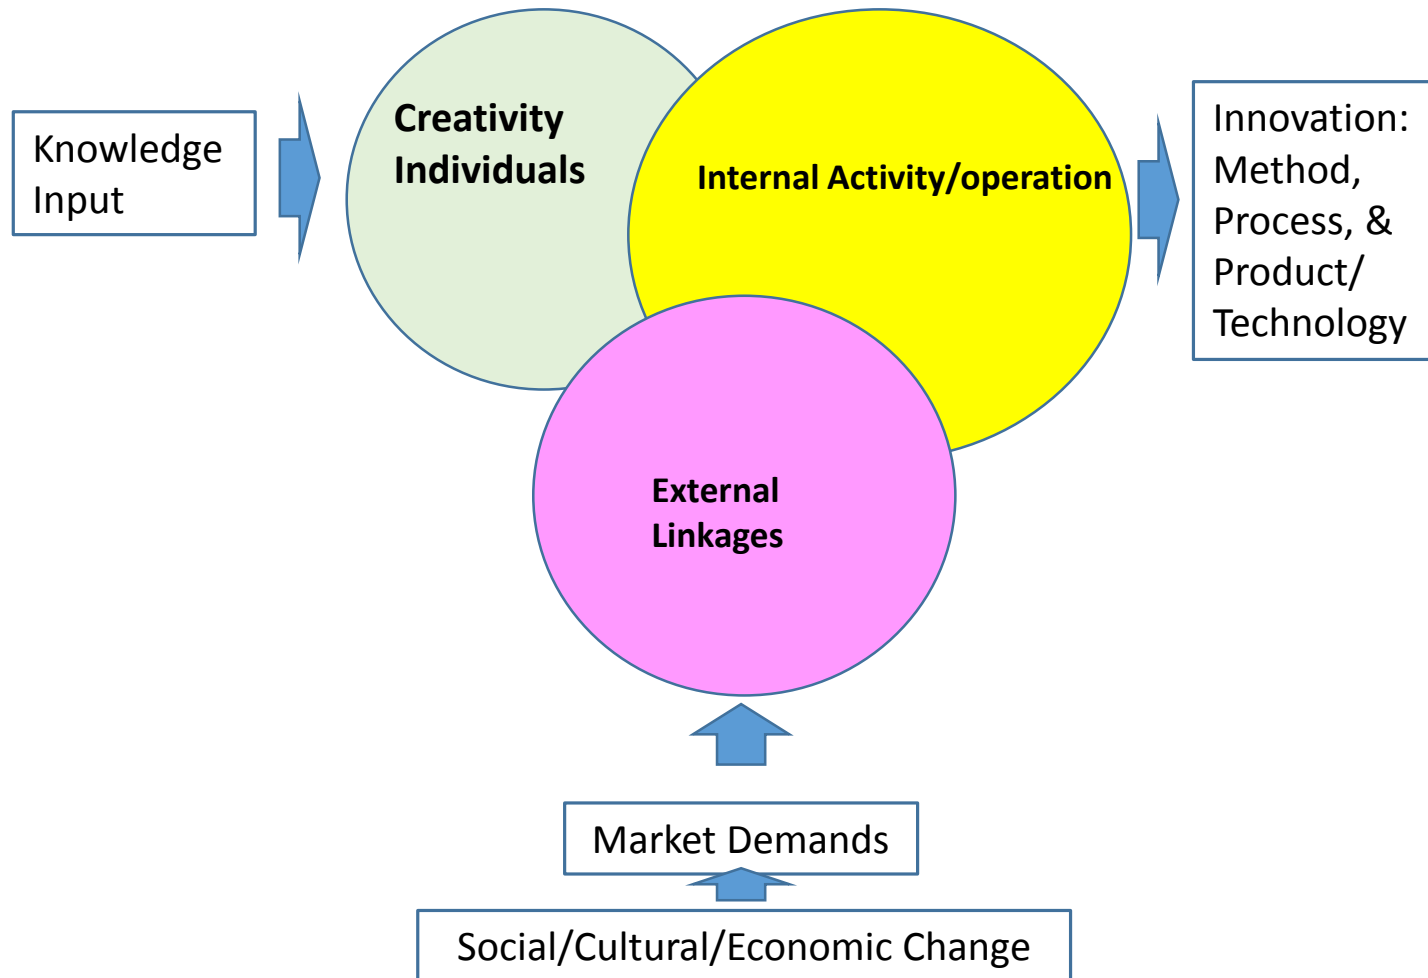 Knowledge
Input
Creativity
Individuals
Internal Activity/operation
Innovation:
Method,
Process, &
Product/
Technology
External
Linkages
Market Demands
Social/Cultural/Economic Change